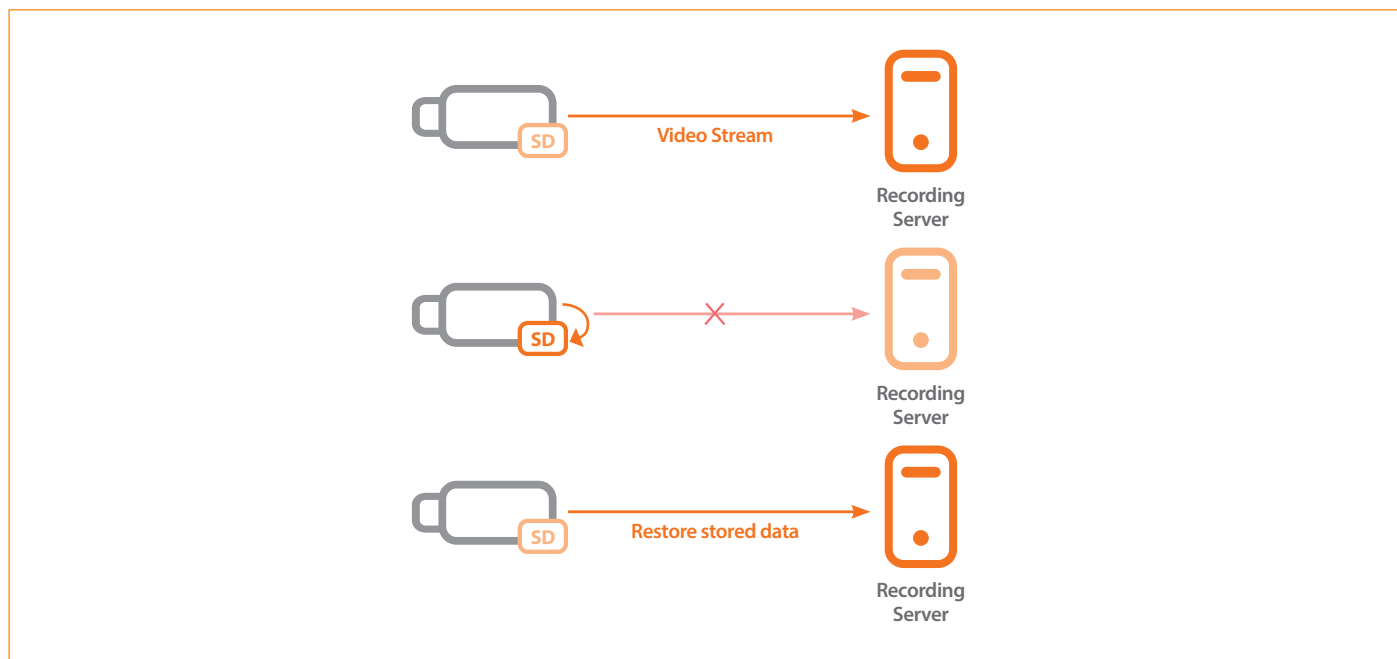 SD
Video Stream
Recording
Server
SD
Recording
Server
SD
Restore stored data
Recording
Server